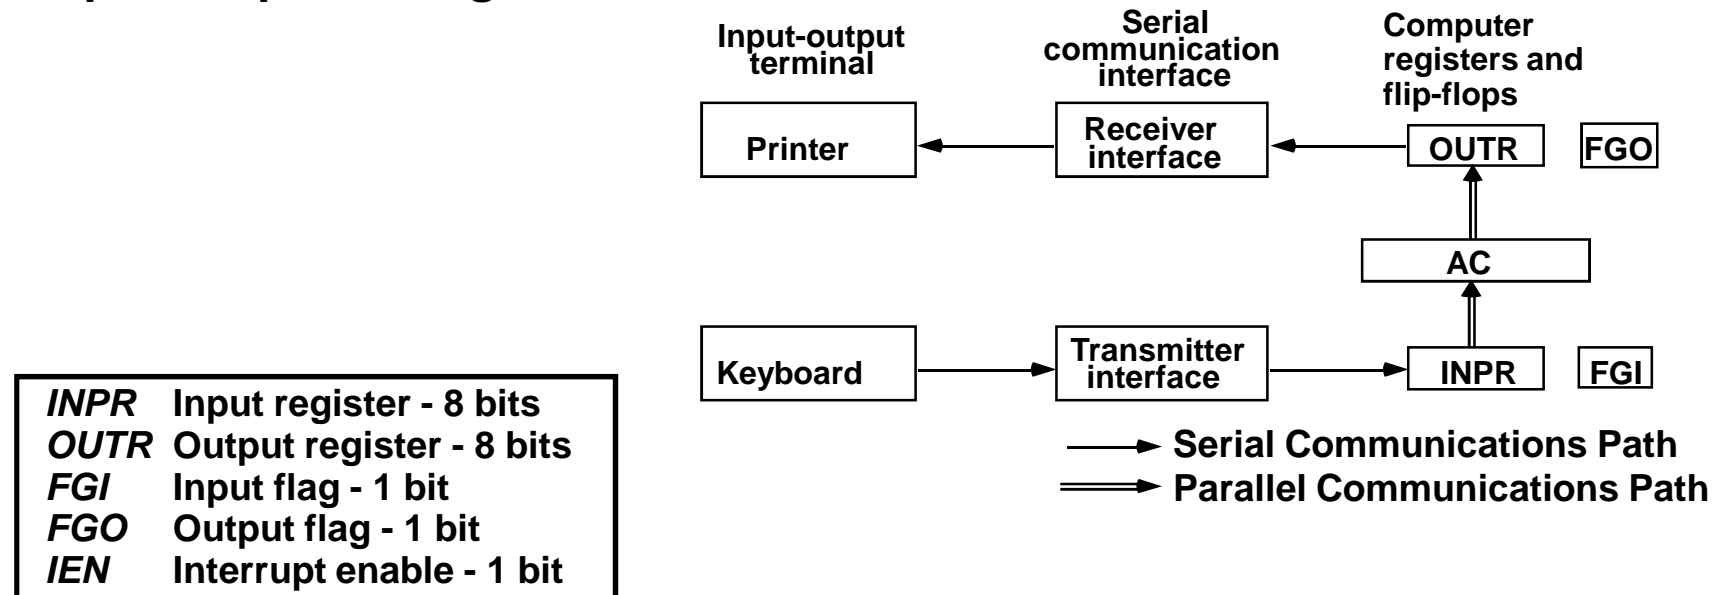 Input-output
terminal
Serial
communication
interface
Computer
registers and
flip-flops
Printer
Receiver
interface
OUTR
FGO
AC
Keyboard
Transmitter
interface
INPR
FGI
Serial Communications Path
Parallel Communications Path
INPR Input register - 8 bits
OUTR Output register - 8 bits
FGI Input flag - 1 bit
FGO Output flag - 1 bit
IEN Interrupt enable - 1 bit